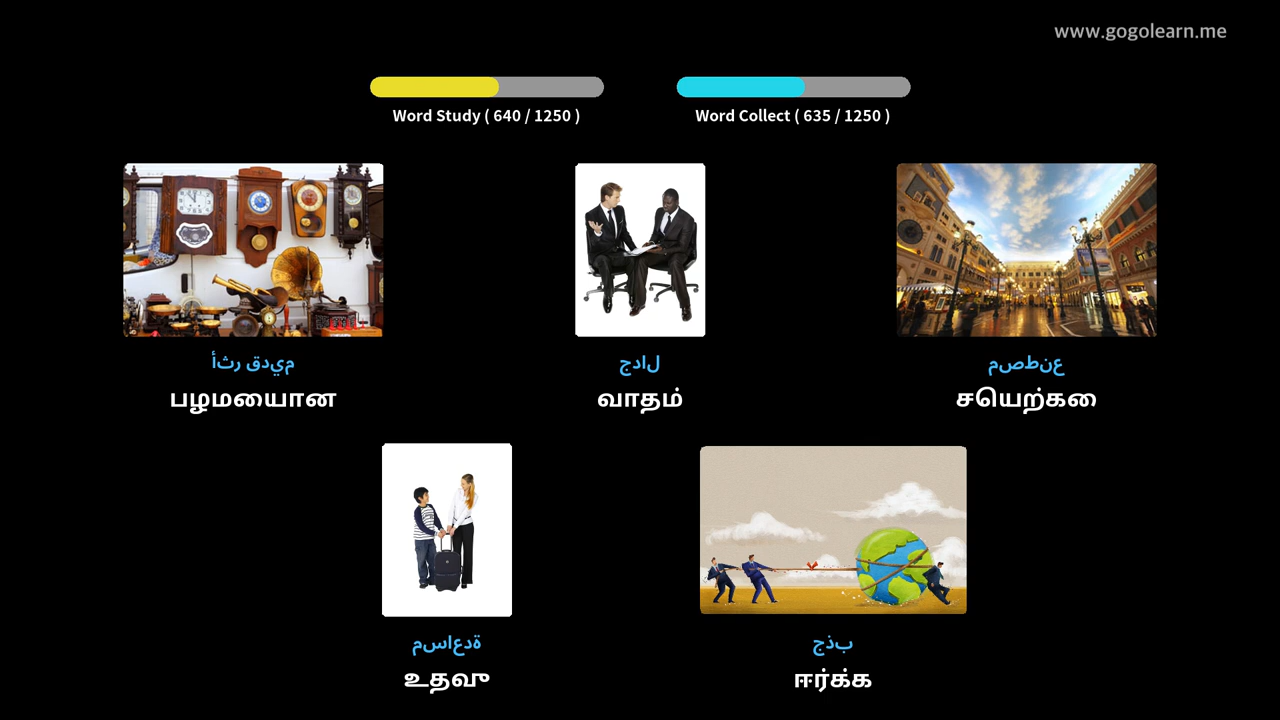 www.gogolearn.me
Word Study ( 640 / 1250 )
Word Collect ( 635 / 1250 )
أثر قديم
பழமையான
جدال
வாதம்
مصطنع
செயற்கை
مساعدة
உதவு
جذب
ஈர்க்க